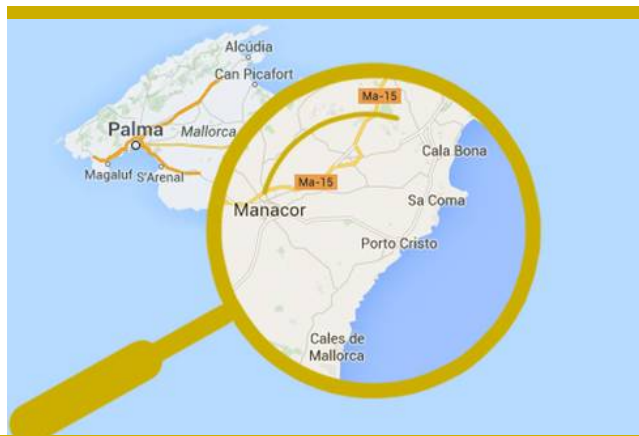 Alcúdia
Can Picafort
Palma
Mallorca
Magaluf
S'Arenal
Ma-15
Cala Bona
Ma-15
Sa Coma
Manacor
Porto Cristo
Cales de
Mallorca